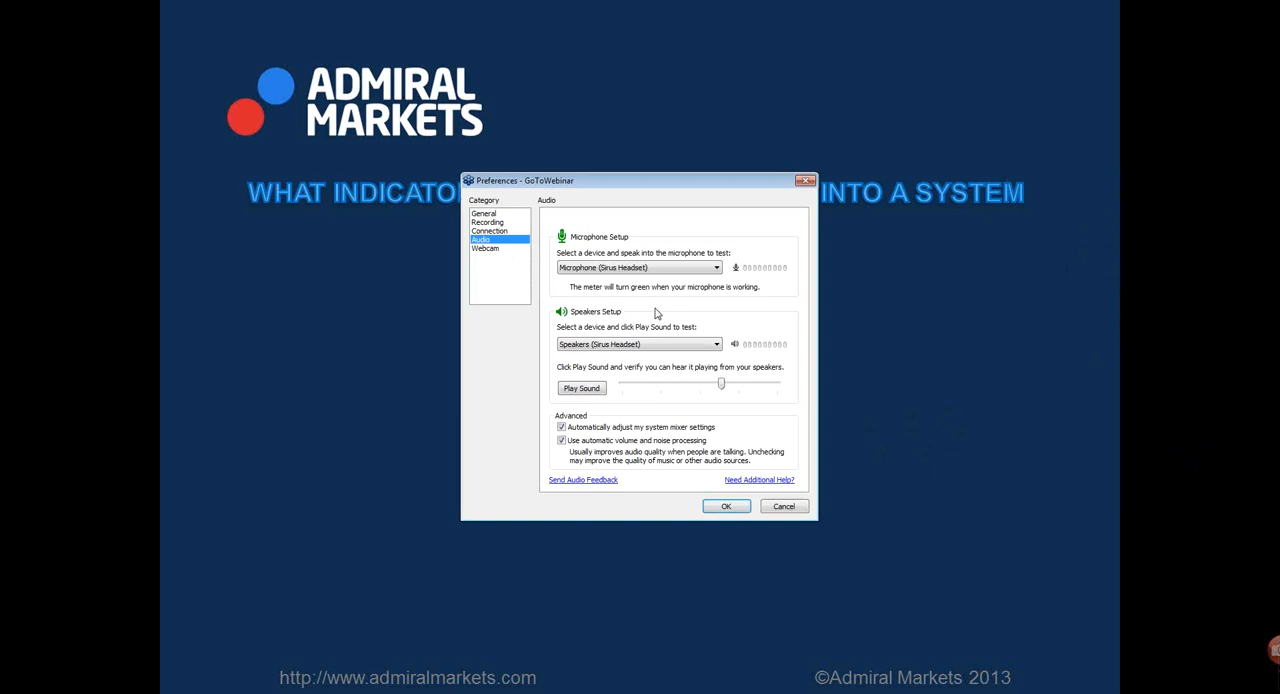 ADMIRAL
MARKETS
WHAT INDICATO
INTO A SYSTEM
Preferences - GoToWebinar
Category
Audio
General
Recording
Connection
Audio
Webcam
Microphone Setup
Select a device and speak into the microphone to test:
Microphone (Sirus Headset)
The meter will turn green when your microphone is working.
Speakers Setup
Select a device and click Play Sound to test:
Speakers (Sirus Headset)
Click Play Sound and verify you can hear it playing from your speakers.
Play Sound
Advanced
Automatically adjust my system mixer settings
Use automatic volume and noise processing
Usually improves audio quality when people are talking. Unchecking
may improve the quality of music or other audio sources.
Send Audio Feedback
Need Additional Help?
OK
Cancel
http://www.admiralmarkets.com
©Admiral Markets 2013